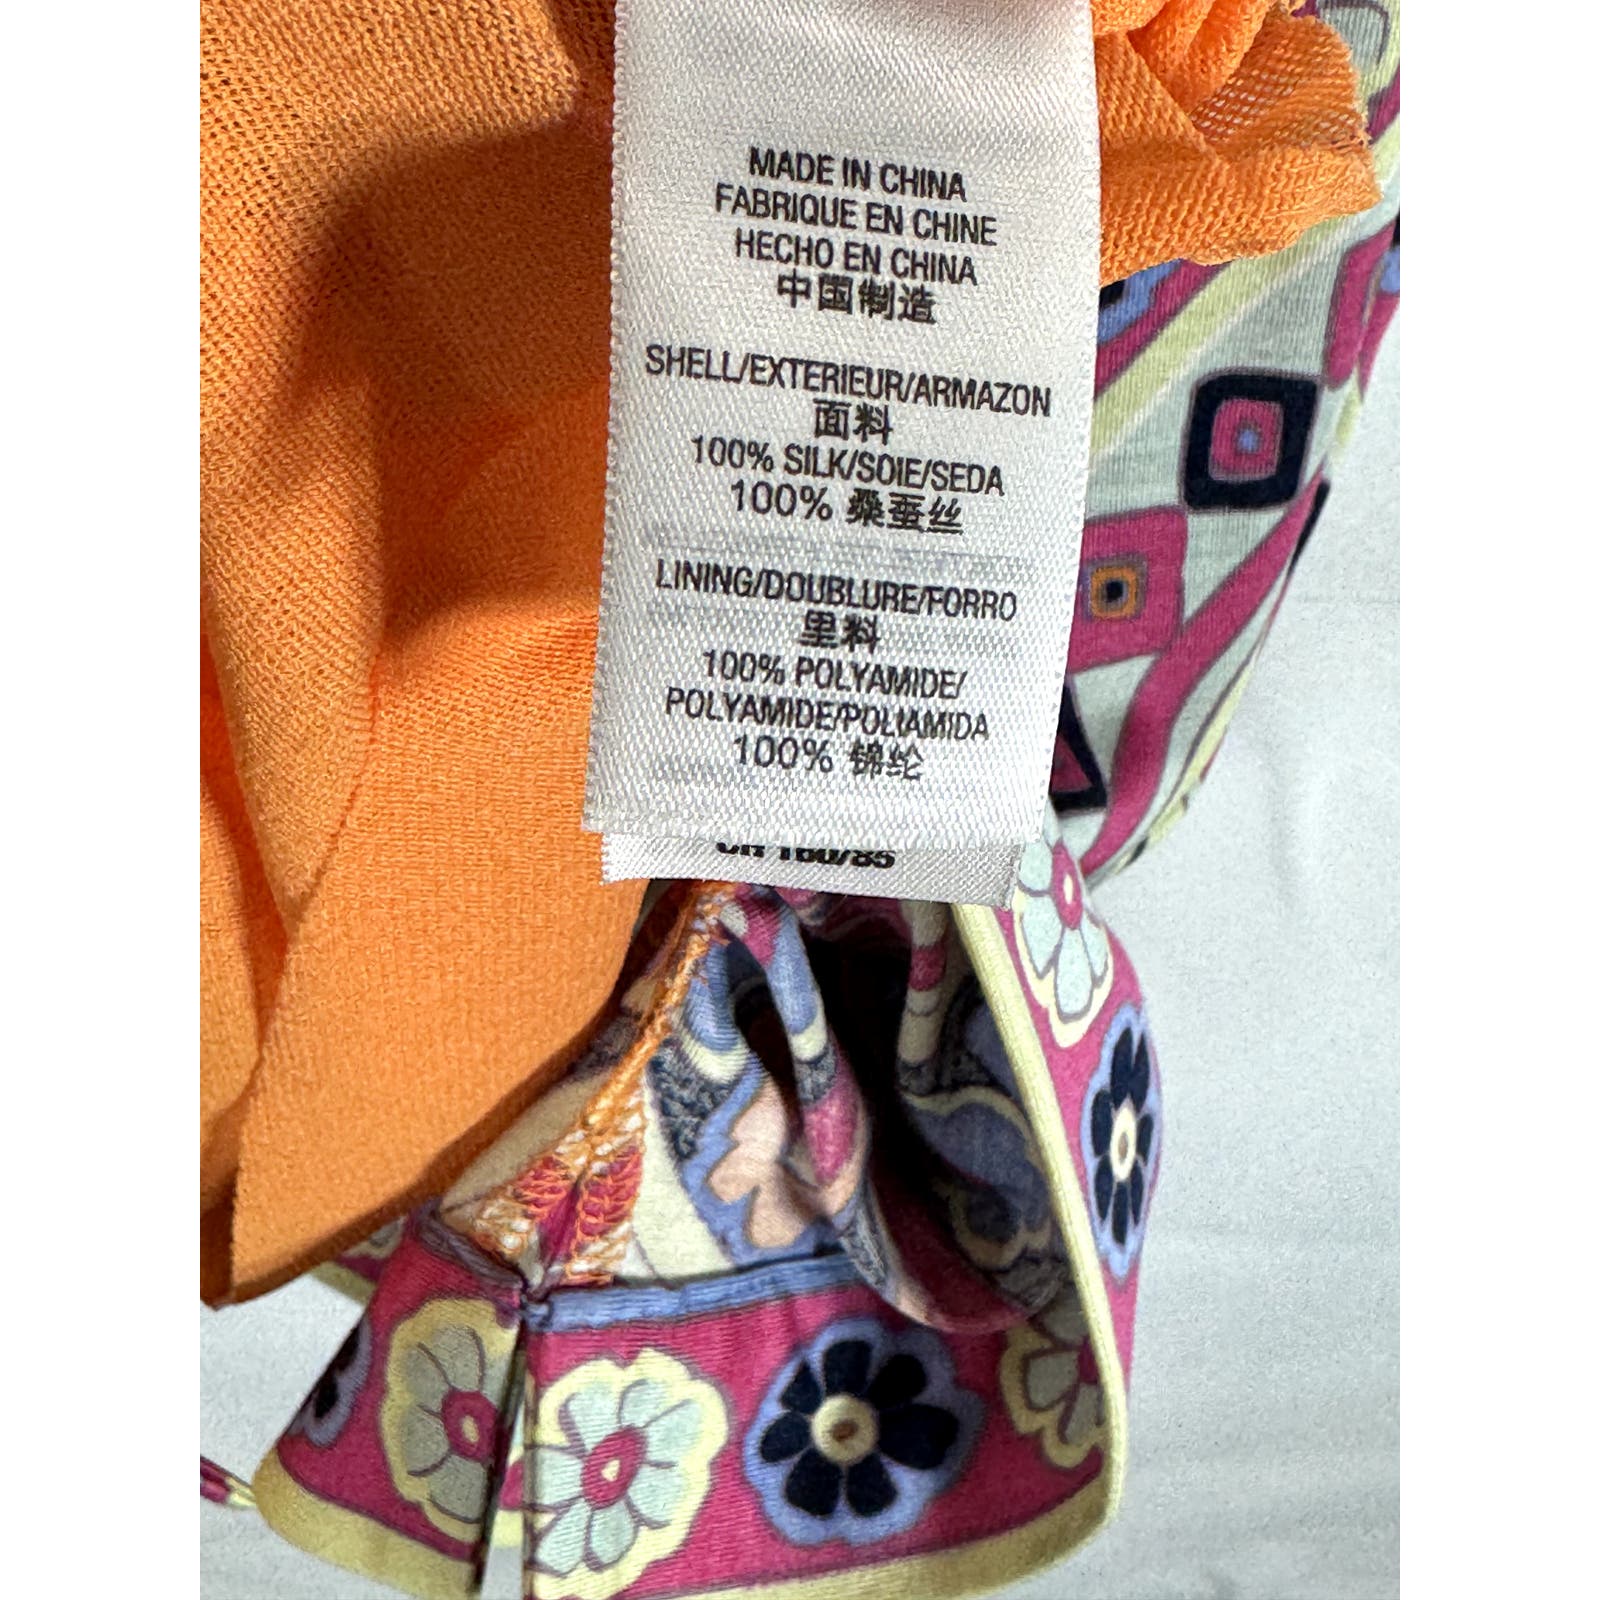 MADE IN CHINA
FABRIQUE EN CHINE
HECHO EN CHINA
中国制造
SHELL/EXTERIEUR/ARMAZON
面料
100% SILK/SOIE/SEDA
100% 桑蚕丝
LINING/DOUBLURE/FORRO
里料
100% POLYAMIDE/
POLYAMIDE/POLIAMIDA
100% 锦纶
160/85